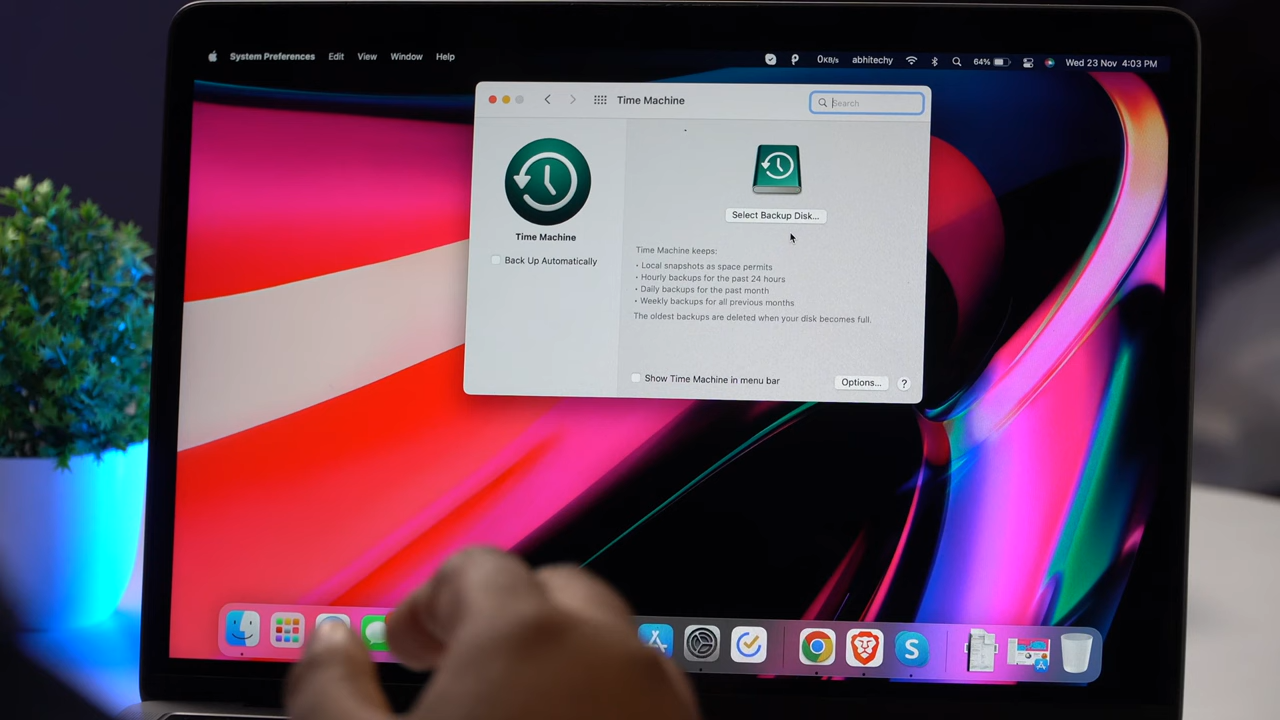 System Preferences Edit View Window Help
0KB/s abhitechy 64% Wed 23 Nov 4:03 PM
Time Machine
Search
Select Backup Disk...
Time Machine
Back Up Automatically
Time Machine keeps:
• Local snapshots as space permits
• Hourly backups for the past 24 hours
• Daily backups for the past month
• Weekly backups for all previous months
The oldest backups are deleted when your disk becomes full.
Show Time Machine in menu bar
Options...
?